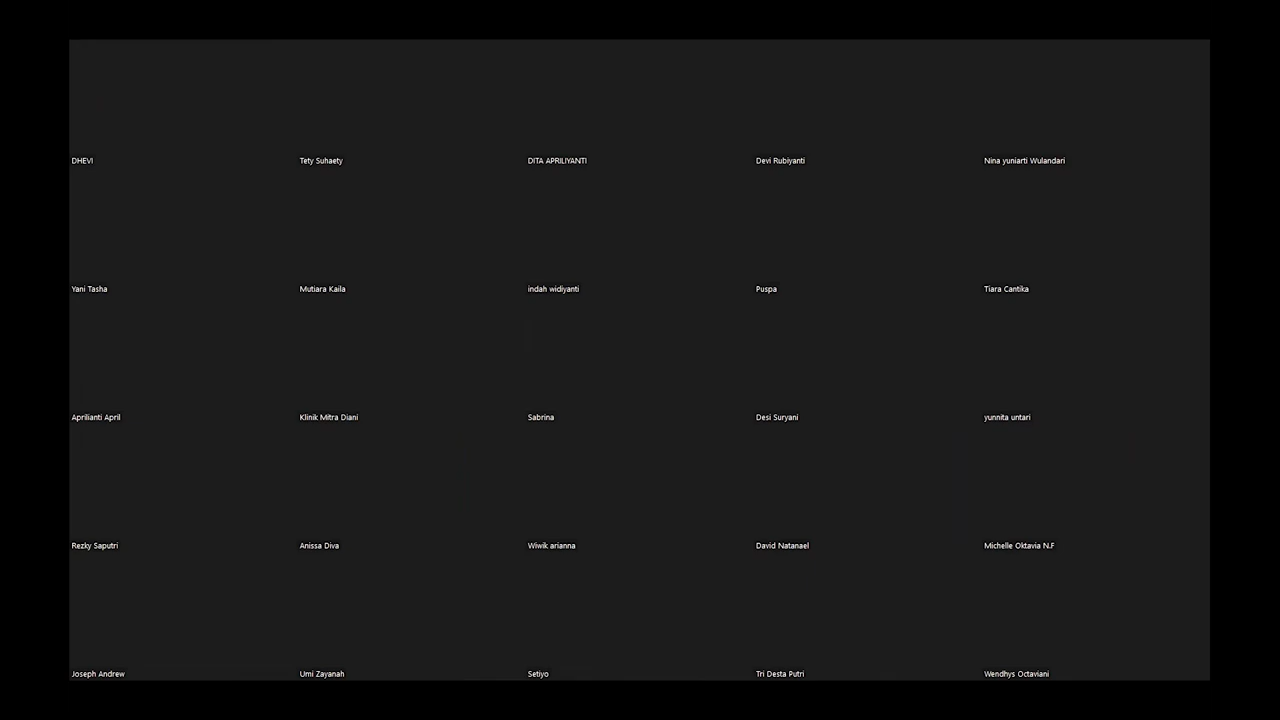 DHEVI
Tety Suhaety
DITA APRILIYANTI
Devi Rubiyanti
Nina yuniarti Wulandari
Yani Tasha
Mutiara Kaila
indah widiyanti
Puspa
Tiara Cantika
Aprilianti April
Klinik Mitra Diani
Sabrina
Desi Suryani
yunnita untari
Rezky Saputri
Anissa Diva
Wiwik arianna
David Natanael
Michelle Oktavia N.F
Joseph Andrew
Umi Zayanah
Setiyo
Tri Desta Putri
Wendhys Octaviani